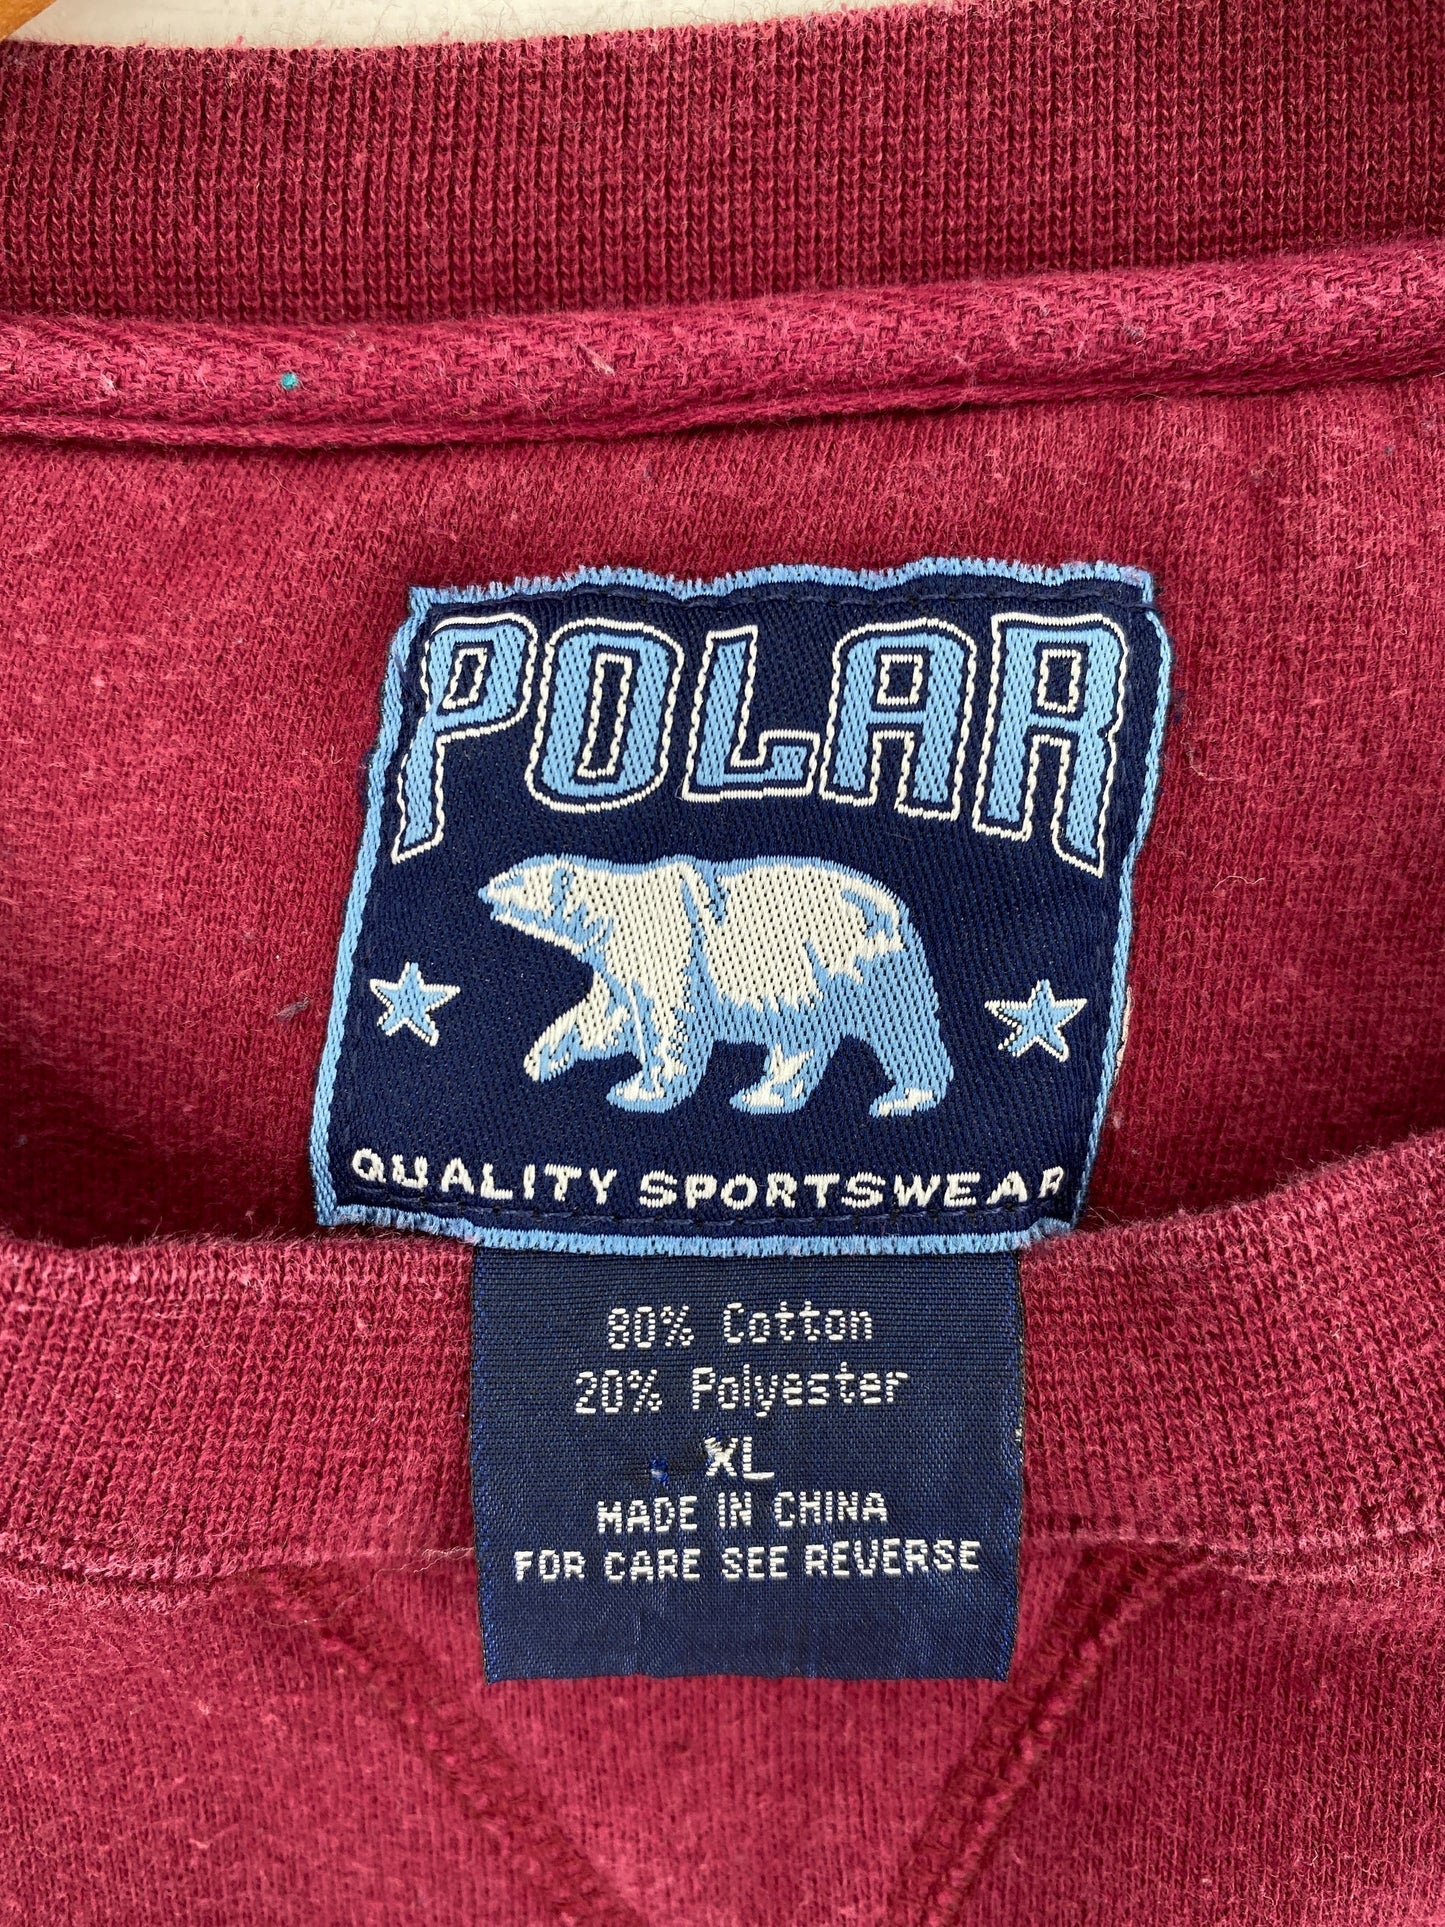 POLAR
QUALITY SPORTSWEAR
80% Cotton
20% Polyester
XL
MADE IN CHINA
FOR CARE SEE REVERSE